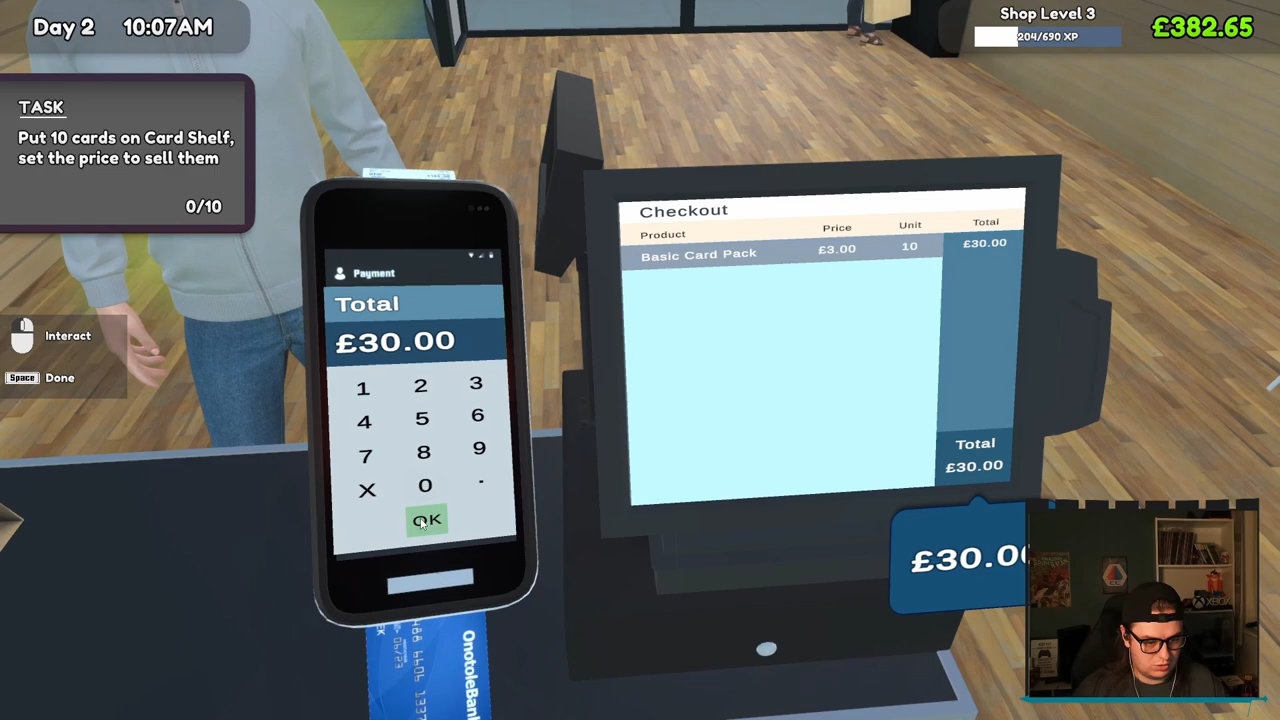 Day 2 10:07AM
Shop Level 3
204/690 XP
£382.65
TASK
Put 10 cards on Card Shelf,
set the price to sell them
0/10
Interact
Space Done
Payment
Total
£30.00
1 2 3
4 5 6
7 8 9
X 0 .
OK
Checkout
Product Price Unit Total
Basic Card Pack £3.00 10 £30.00
Total
£30.00
£30.00
OnotoleBank
XBOX